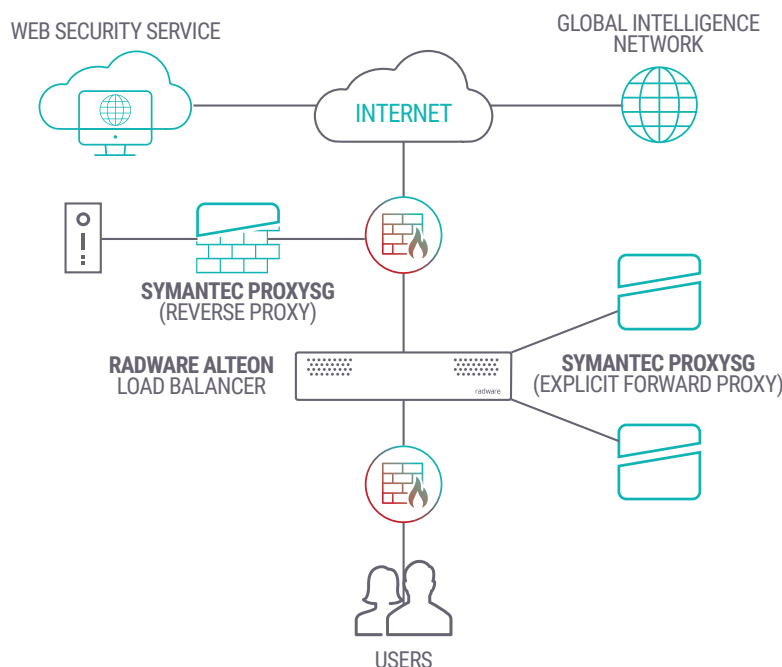 WEB SECURITY SERVICE
GLOBAL INTELLIGENCE
NETWORK
INTERNET
SYMANTEC PROXYSG
(REVERSE PROXY)
RADWARE ALTEON
LOAD BALANCER
radware
SYMANTEC PROXYSG
(EXPLICIT FORWARD PROXY)
USERS